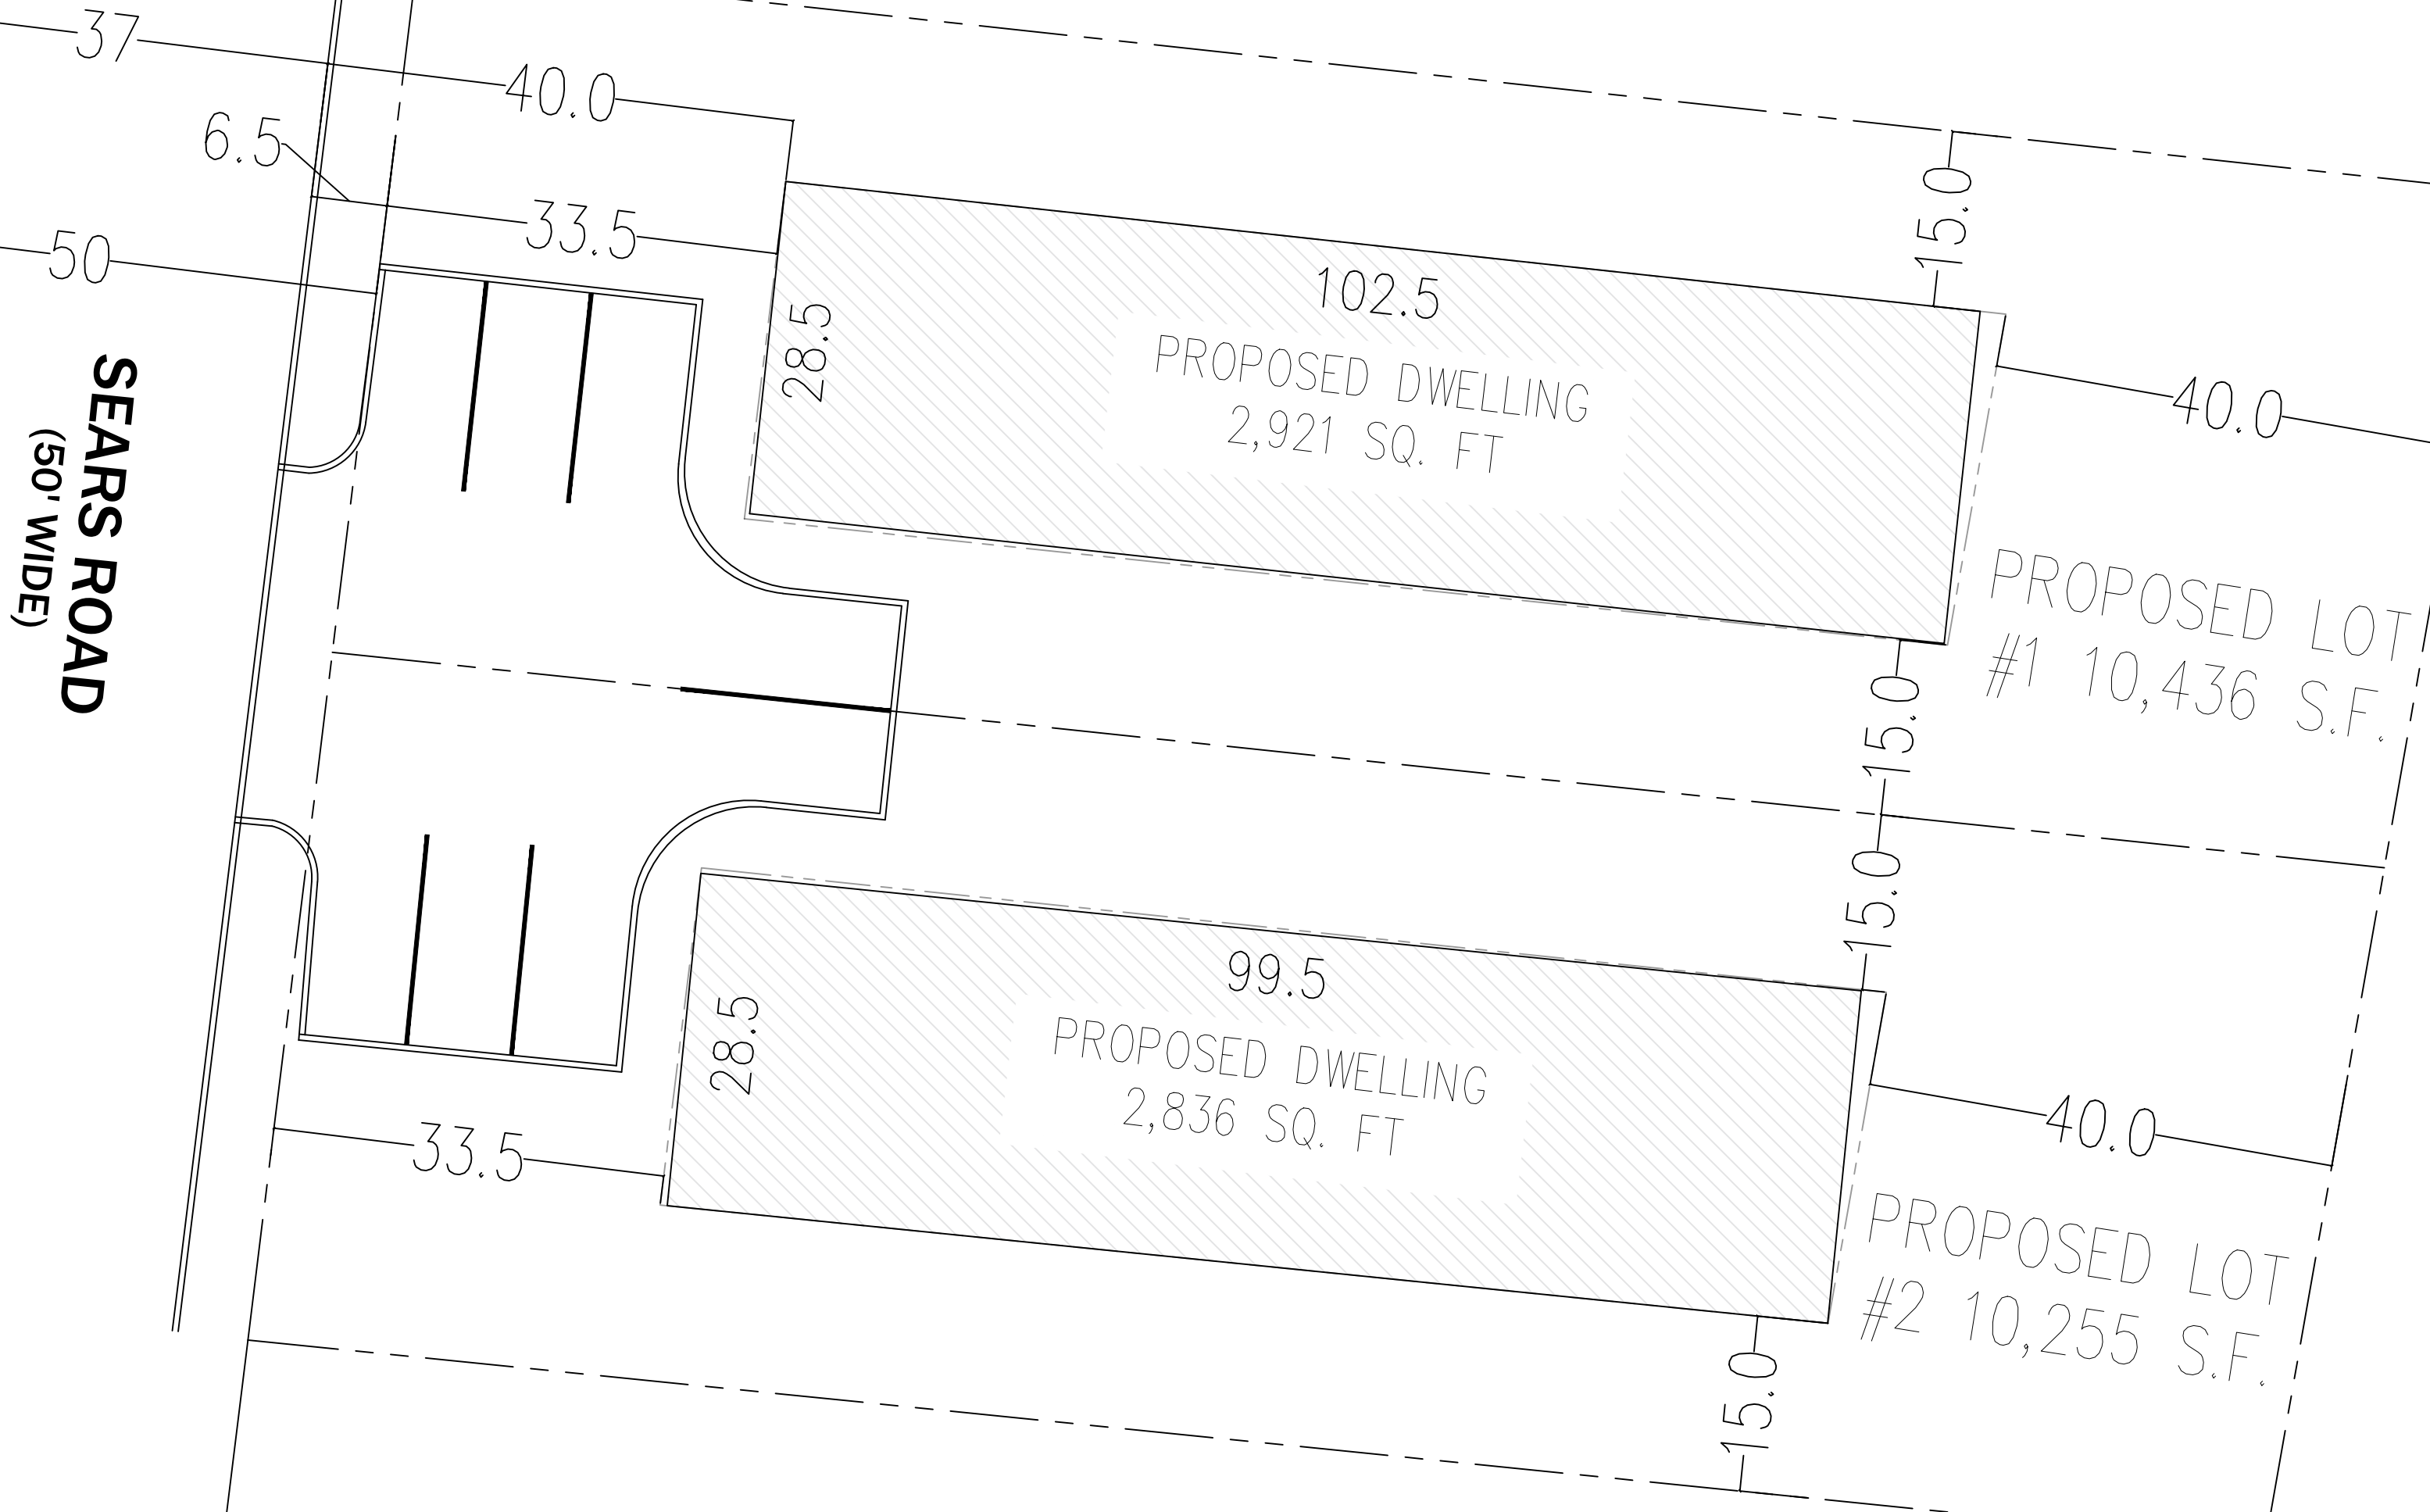 37
40.0
6.5
33.5
50
SEARS ROAD
(50' WIDE)
15.0
102.5
28.5
PROPOSED DWELLING
2,921 SQ. FT
40.0
PROPOSED LOT
#1 10,436 S.F.
15.0
15.0
99.5
28.5
PROPOSED DWELLING
2,836 SQ. FT
33.5
40.0
PROPOSED LOT
#2 10,255 S.F.
15.0